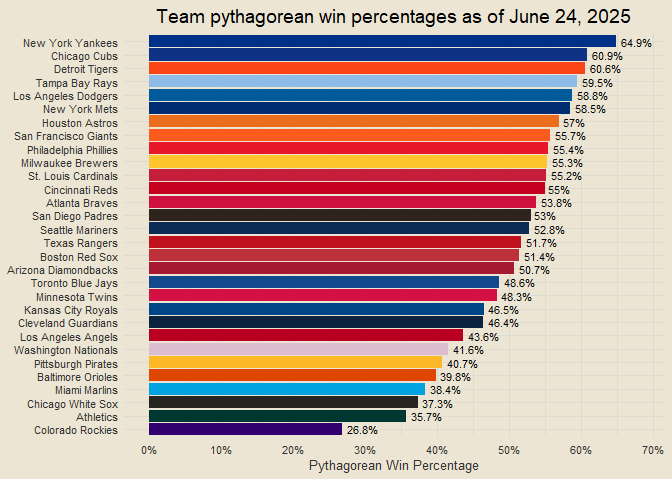 Team pythagorean win percentages as of June 24, 2025
New York Yankees 64.9%
Chicago Cubs 60.9%
Detroit Tigers 60.6%
Tampa Bay Rays 59.5%
Los Angeles Dodgers 58.8%
New York Mets 58.5%
Houston Astros 57%
San Francisco Giants 55.7%
Philadelphia Phillies 55.4%
Milwaukee Brewers 55.3%
St. Louis Cardinals 55.2%
Cincinnati Reds 55%
Atlanta Braves 53.8%
San Diego Padres 53%
Seattle Mariners 52.8%
Texas Rangers 51.7%
Boston Red Sox 51.4%
Arizona Diamondbacks 50.7%
Toronto Blue Jays 48.6%
Minnesota Twins 48.3%
Kansas City Royals 46.5%
Cleveland Guardians 46.4%
Los Angeles Angels 43.6%
Washington Nationals 41.6%
Pittsburgh Pirates 40.7%
Baltimore Orioles 39.8%
Miami Marlins 38.4%
Chicago White Sox 37.3%
Athletics 35.7%
Colorado Rockies 26.8%
0% 10% 20% 30% 40% 50% 60% 70%
Pythagorean Win Percentage